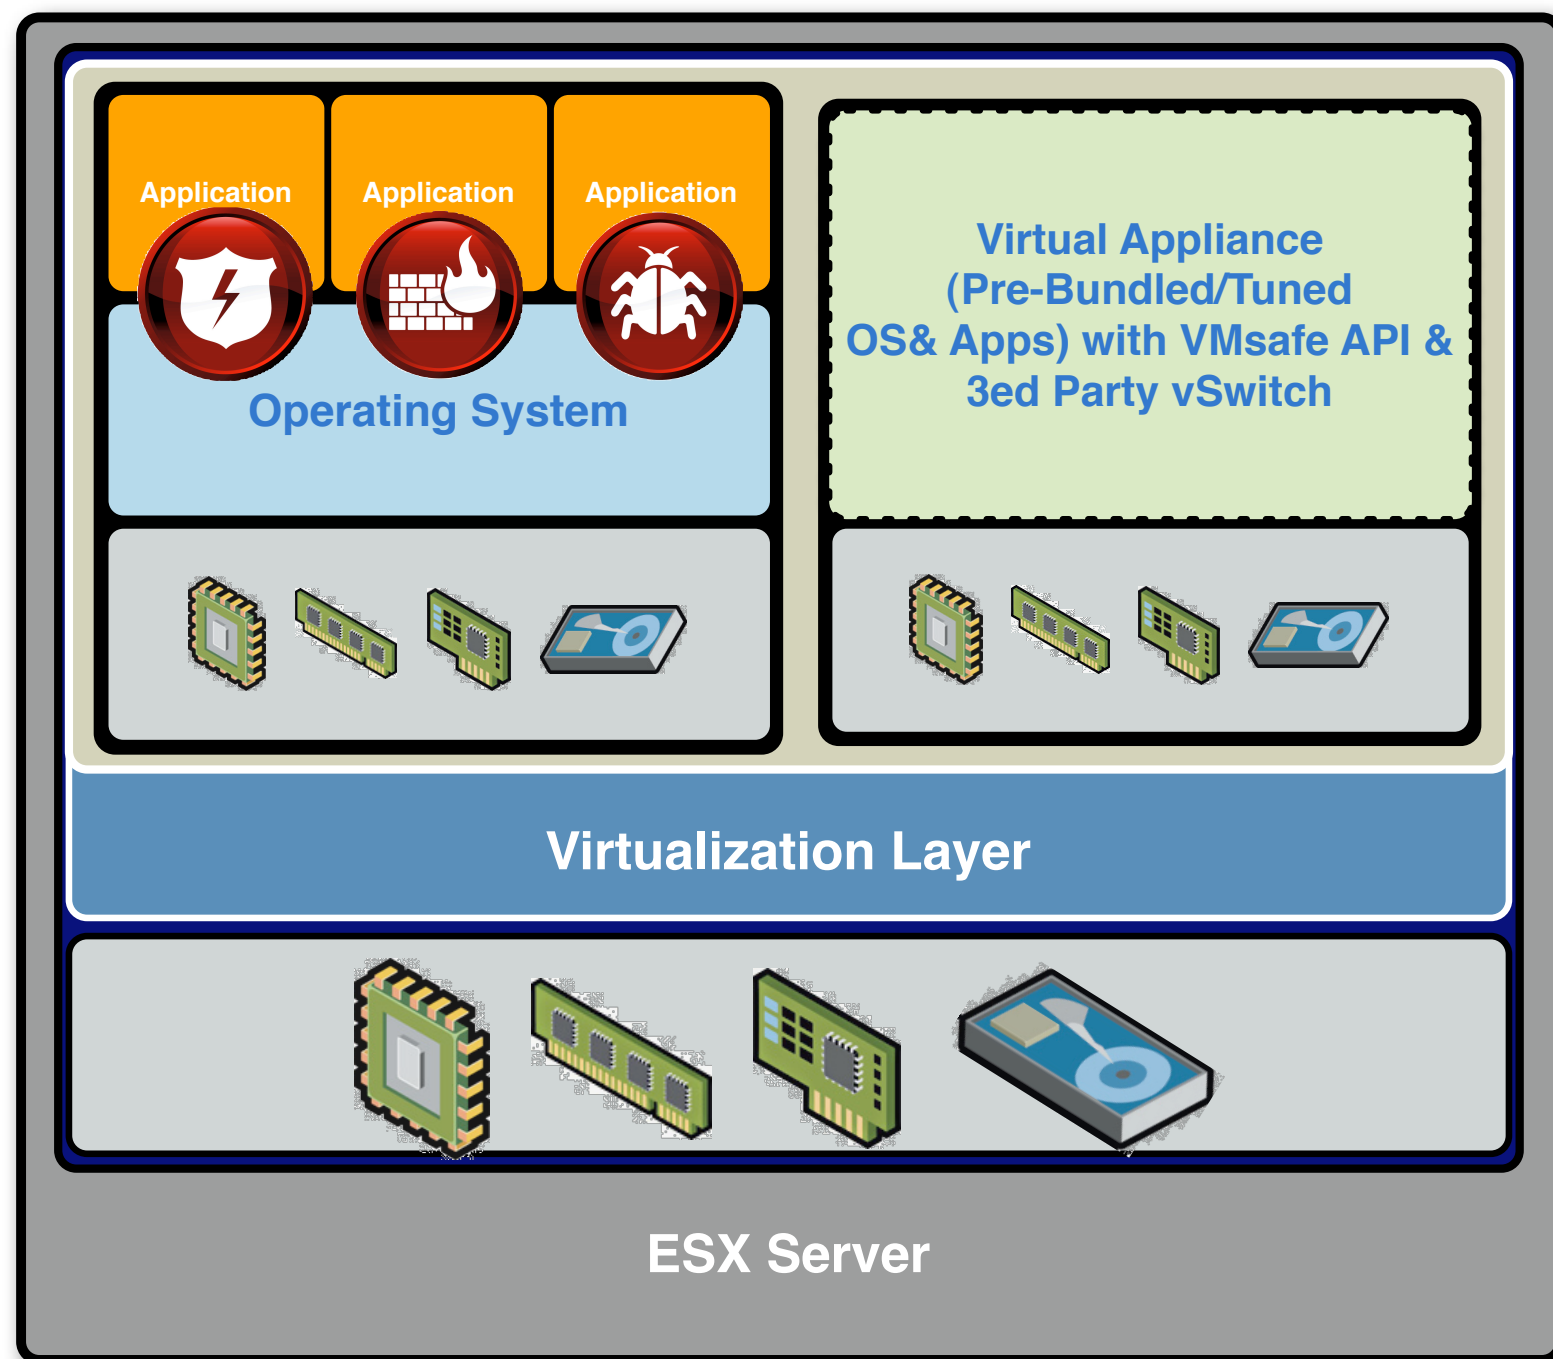 Application
Application
Application
Operating System
Virtual Appliance
(Pre-Bundled/Tuned
OS& Apps) with VMsafe API &
3ed Party vSwitch
Virtualization Layer
ESX Server